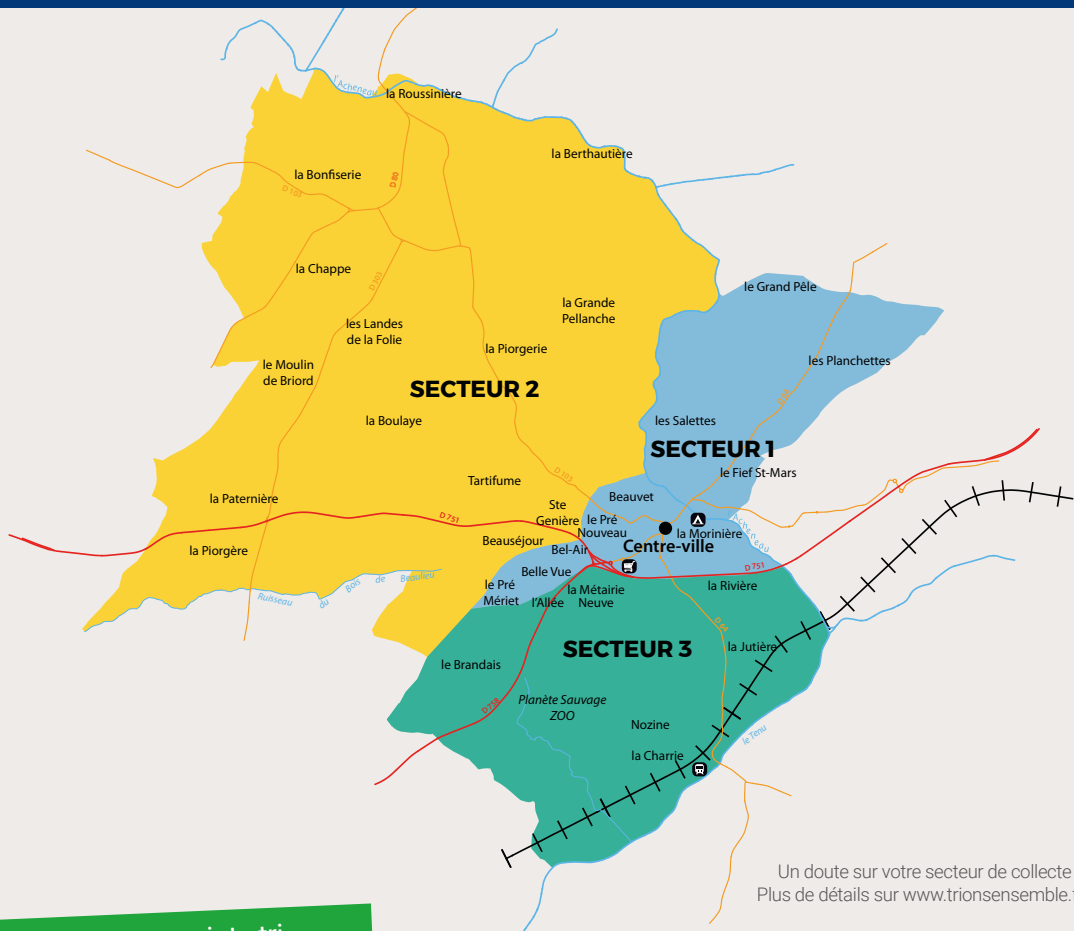 l'Acheneau
la Roussinière
la Berthautière
la Bonfiserie
D 80
D 103
la Chappe
D 103
le Grand Pêle
la Grande
Pellanche
les Landes
de la Folie
la Piorgerie
les Planchettes
le Moulin
de Briord
SECTEUR 2
la Boulaye
les Salettes
SECTEUR 1
le Fief St-Mars
D 103
Tartifume
Beauvet
la Paternière
Ste
Genière
le Pré
Nouveau
D 751
la Morinière
Acheneau
Beauséjour
Bel-Air
Centre-ville
la Piorgère
Belle Vue
D 751
Ruisseau du Bois de Beaulieu
le Pré
Mériet
l'Allée
la Métairie
Neuve
la Rivière
D 64
SECTEUR 3
la Jutière
le Brandais
Planète Sauvage
ZOO
D 758
Nozine
le Tenu
la Charrie
Un doute sur votre secteur de collecte
Plus de détails sur www.trionsensemble.